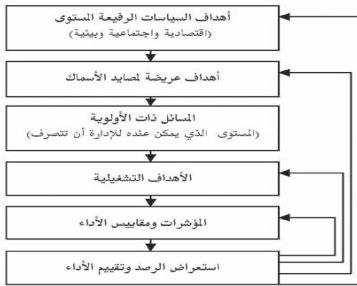 أهداف السياسات الرفيعة المستوى
(اقتصادية واجتماعية وبيئية)
أهداف عريضة لمصايد الأسماك
المسائل ذات الأولوية
(المستوى الذي يمكن عنده للإدارة أن تتصرف)
الأهداف التشغيلية
المؤشرات ومقاييس الأداء
استعراض الرصد وتقييم الأداء